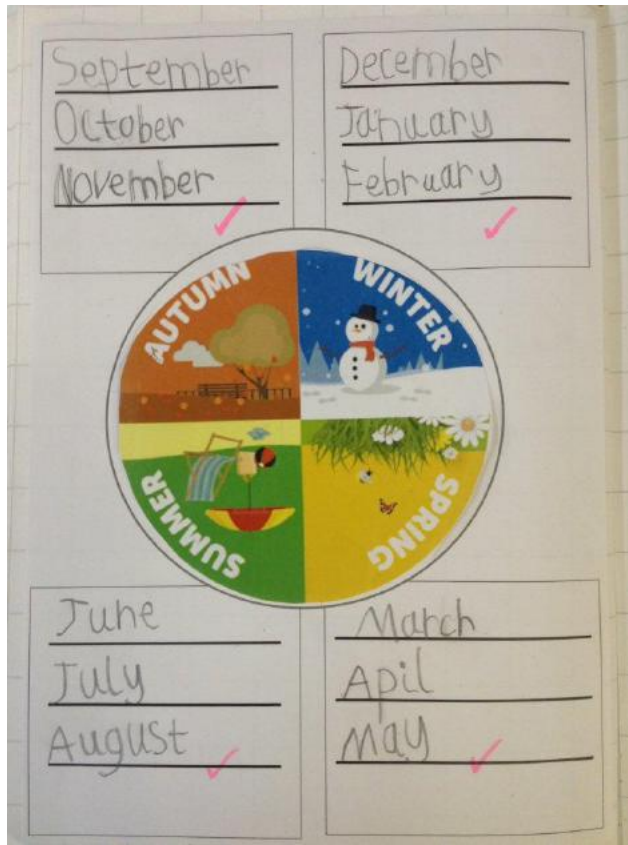 September
October
November
December
January
February
AUTUMN
WINTER
SUMMER
SPRING
June
July
August
March
Apil
May